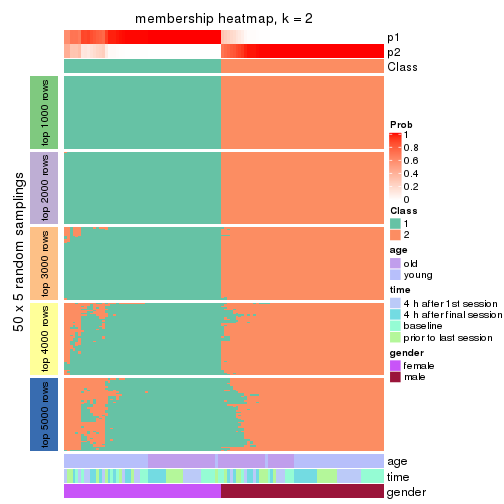 membership heatmap, k = 2
p1
p2
Class
50 x 5 random samplings
top 1000 rows
top 2000 rows
top 3000 rows
top 4000 rows
top 5000 rows
age
time
gender
Prob
1
0.8
0.6
0.4
0.2
0
Class
1
2
age
old
young
time
4 h after 1st session
4 h after final session
baseline
prior to last session
gender
female
male